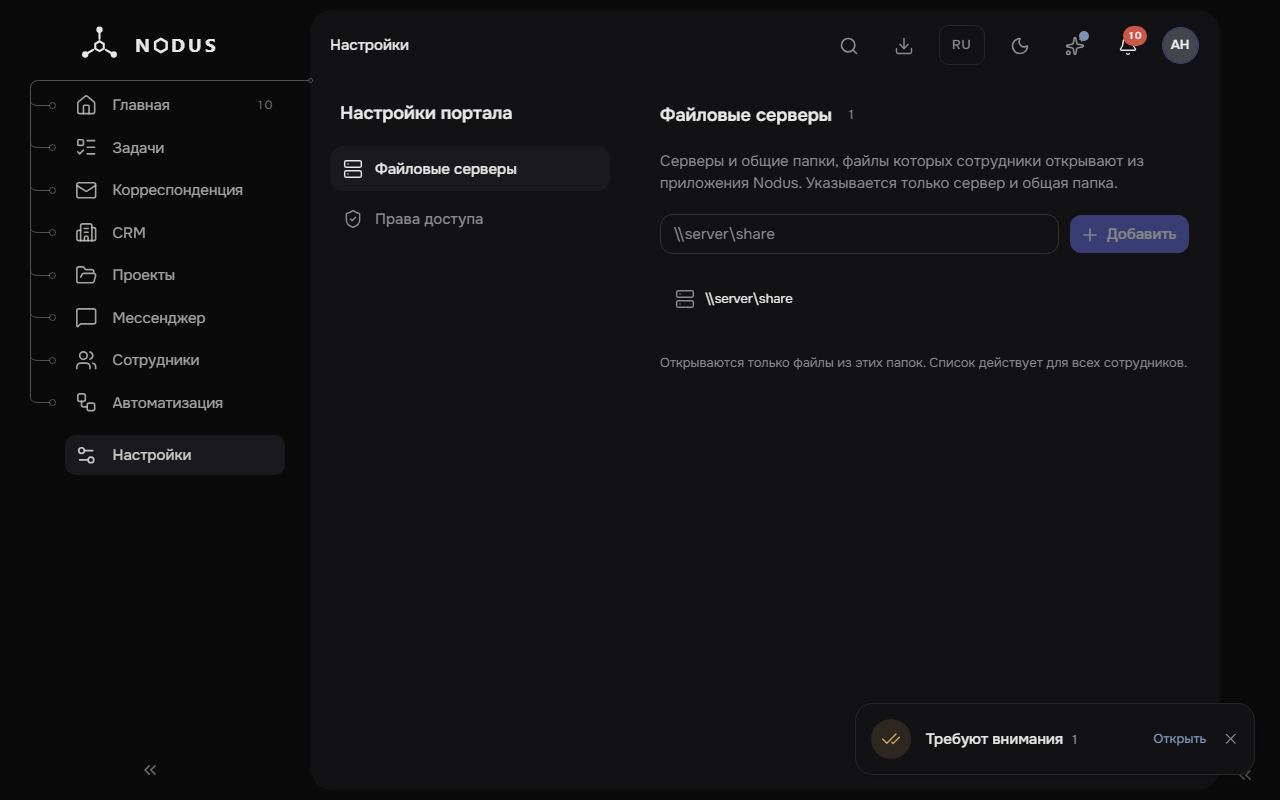 NODUS
Главная 10
Задачи
Корреспонденция
CRM
Проекты
Мессенджер
Сотрудники
Автоматизация
Настройки
Настройки
RU
10
AH
Настройки портала
Файловые серверы
Права доступа
Файловые серверы 1
Серверы и общие папки, файлы которых сотрудники открывают из
приложения Nodus. Указывается только сервер и общая папка.
\\server\share
Добавить
\\server\share
Открываются только файлы из этих папок. Список действует для всех сотрудников.
Требуют внимания 1
Открыть